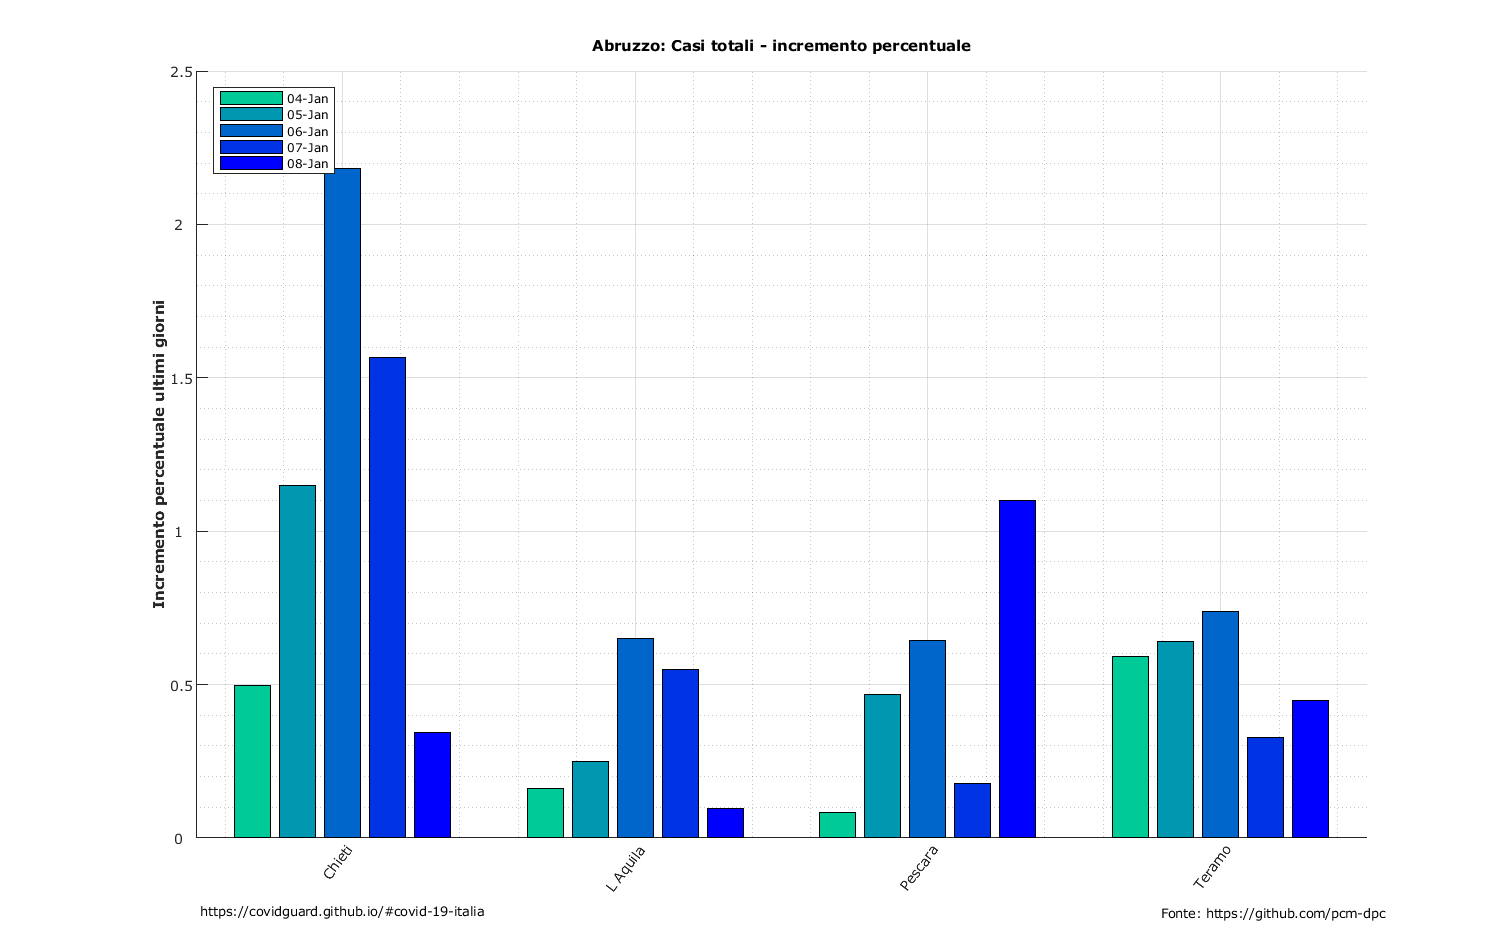 Abruzzo: Casi totali - incremento percentuale
2.5
2
1.5
1
0.5
0
Incremento percentuale ultimi giorni
04-Jan
05-Jan
06-Jan
07-Jan
08-Jan
Chieti
L Aquila
Pescara
Teramo
https://covidguard.github.io/#covid-19-italia
Fonte: https://github.com/pcm-dpc